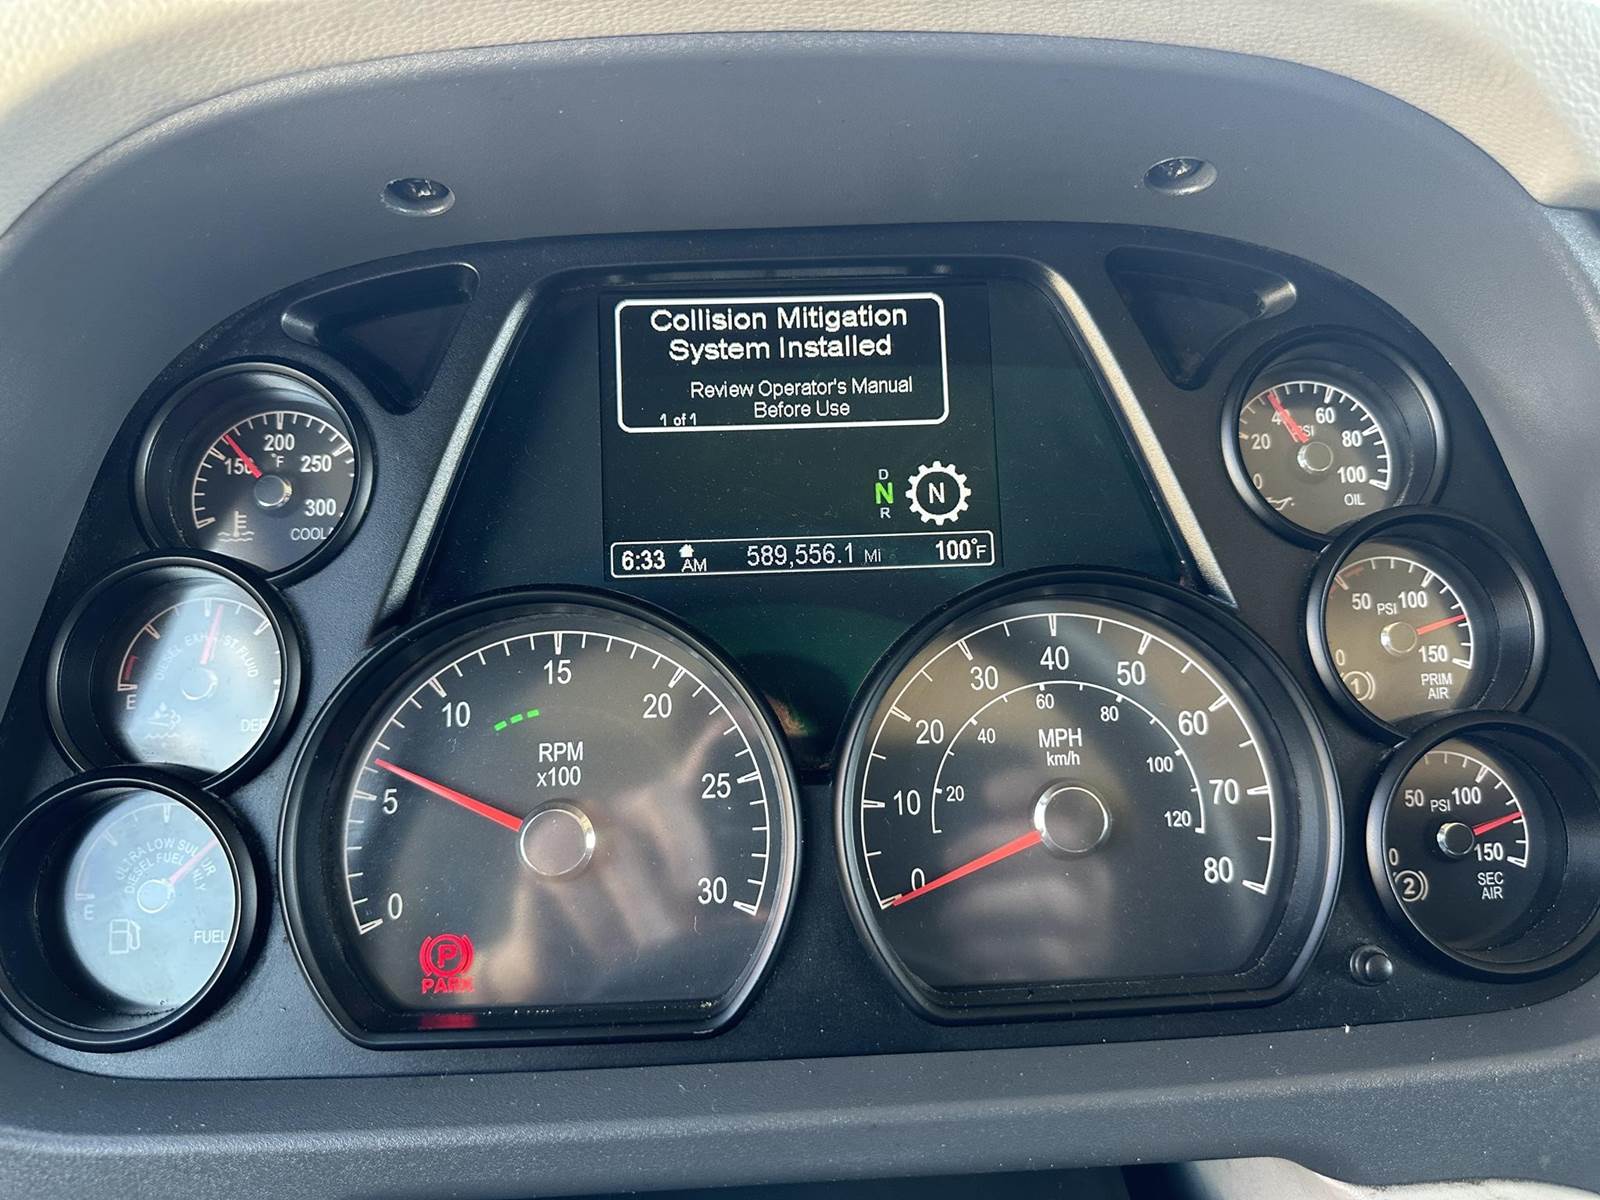 Collision Mitigation
System Installed
Review Operator's Manual
Before Use
1 of 1
D
N
R
N
6:33 AM 589,556.1 Mi 100°F
150 200 250 300
°F
COOL
20 40 60 80 100
0
PSI
OIL
DIESEL EXHAUST FLUID
E
DEF
ULTRA LOW SULFUR
DIESEL FUEL ONLY
E
FUEL
0 5 10 15 20 25 30
RPM
x100
P
PARK
0 10 20 30 40 50 60 70 80
20 40 60 80 100 120
MPH
km/h
0 50 100 150
PSI
1
PRIM
AIR
0 50 100 150
PSI
2
SEC
AIR